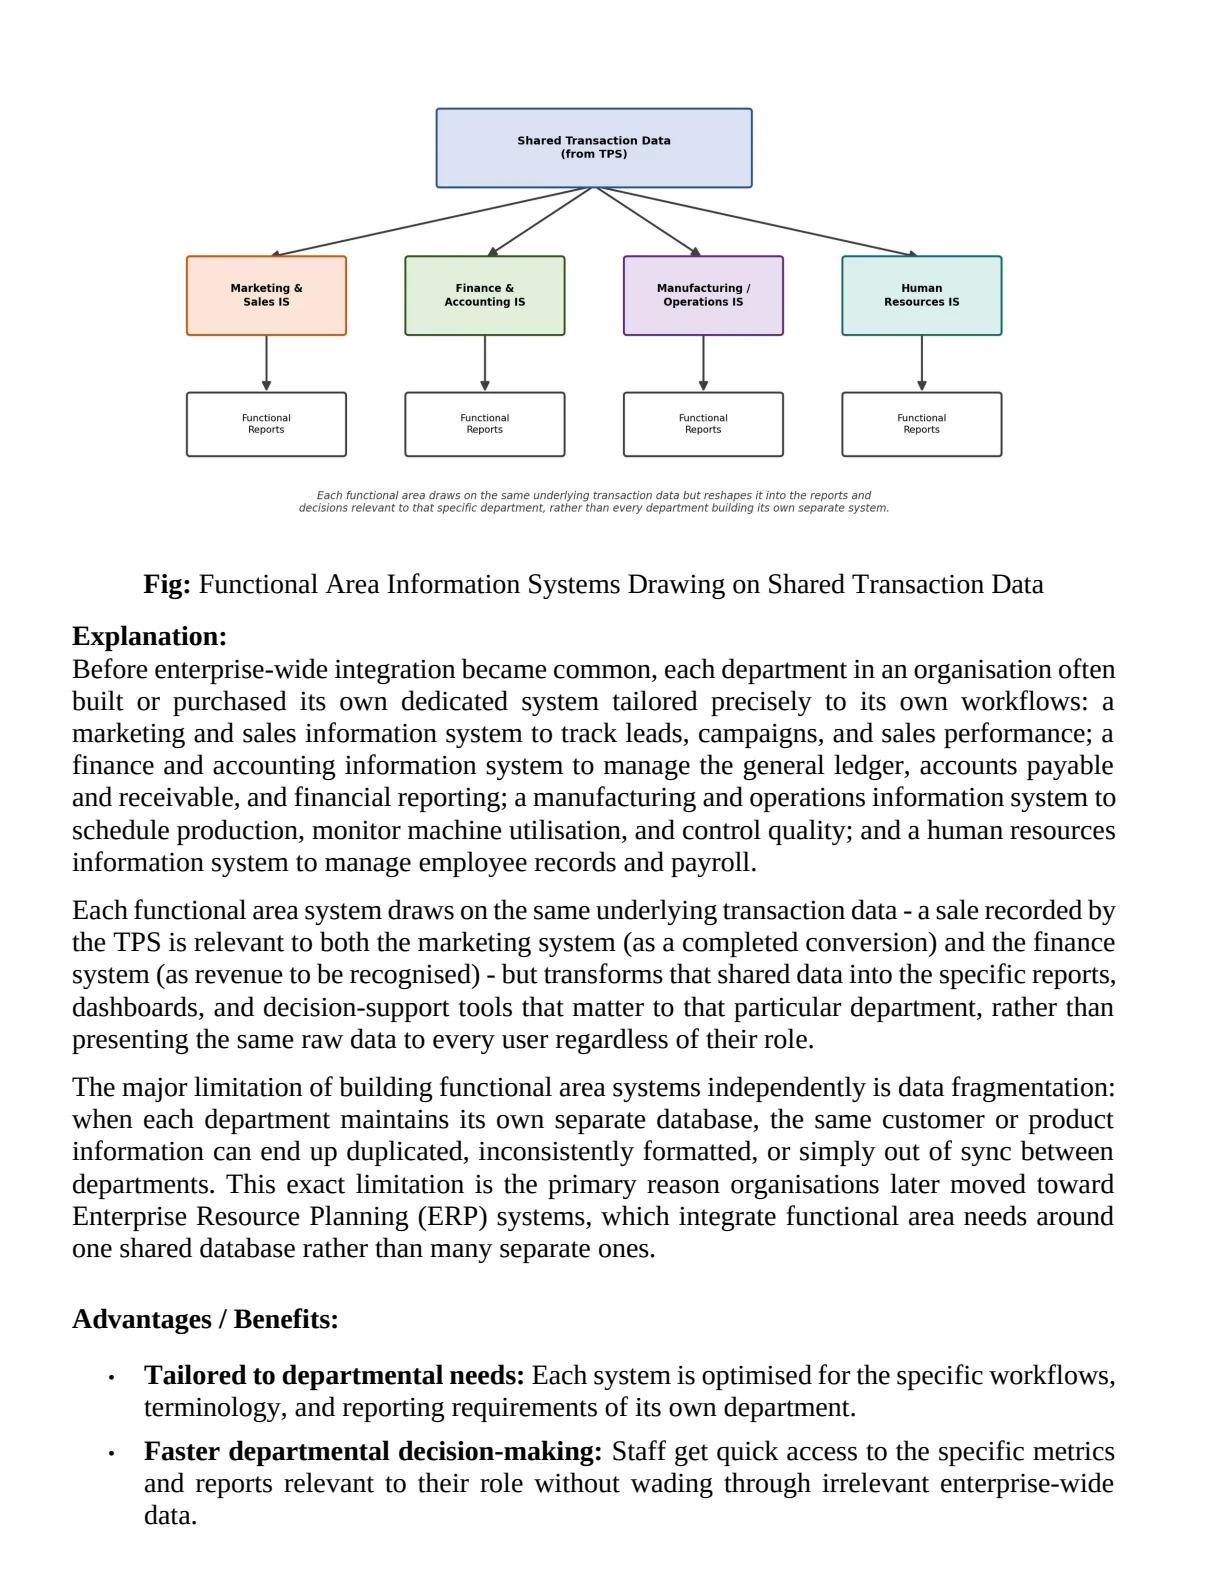 Shared Transaction Data
(from TPS)
Marketing &
Sales IS
Finance &
Accounting IS
Manufacturing /
Operations IS
Human
Resources IS
Functional
Reports
Functional
Reports
Functional
Reports
Functional
Reports
Each functional area draws on the same underlying transaction data but reshapes it into the reports and
decisions relevant to that specific department, rather than every department building its own separate system.
Fig: Functional Area Information Systems Drawing on Shared Transaction Data
Explanation:
Before enterprise-wide integration became common, each department in an organisation often
built or purchased its own dedicated system tailored precisely to its own workflows: a
marketing and sales information system to track leads, campaigns, and sales performance; a
finance and accounting information system to manage the general ledger, accounts payable
and receivable, and financial reporting; a manufacturing and operations information system to
schedule production, monitor machine utilisation, and control quality; and a human resources
information system to manage employee records and payroll.
Each functional area system draws on the same underlying transaction data - a sale recorded by
the TPS is relevant to both the marketing system (as a completed conversion) and the finance
system (as revenue to be recognised) - but transforms that shared data into the specific reports,
dashboards, and decision-support tools that matter to that particular department, rather than
presenting the same raw data to every user regardless of their role.
The major limitation of building functional area systems independently is data fragmentation:
when each department maintains its own separate database, the same customer or product
information can end up duplicated, inconsistently formatted, or simply out of sync between
departments. This exact limitation is the primary reason organisations later moved toward
Enterprise Resource Planning (ERP) systems, which integrate functional area needs around
one shared database rather than many separate ones.
Advantages / Benefits:
• Tailored to departmental needs: Each system is optimised for the specific workflows,
terminology, and reporting requirements of its own department.
• Faster departmental decision-making: Staff get quick access to the specific metrics
and reports relevant to their role without wading through irrelevant enterprise-wide
data.